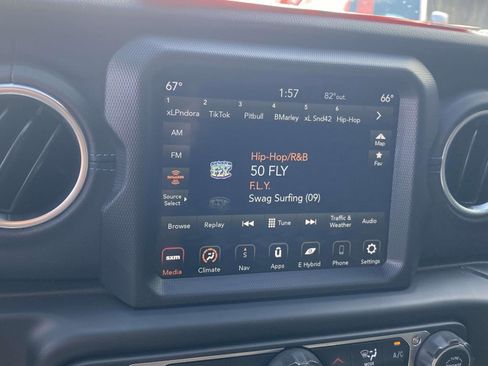 67° 1:57 82°out. 66°
1 2 3 4 5 6
xLPndora TikTok Pitbull BMarley xL Snd42 Hip-Hop
AM
FM
Map
Fav
Source
Select
Hip-Hop/R&B
50 FLY
F.L.Y.
Swag Surfing (09)
Browse Replay Tune Traffic & Weather Audio
sxm S
Media Climate Nav Apps E Hybrid Phone Settings
MODE A/C